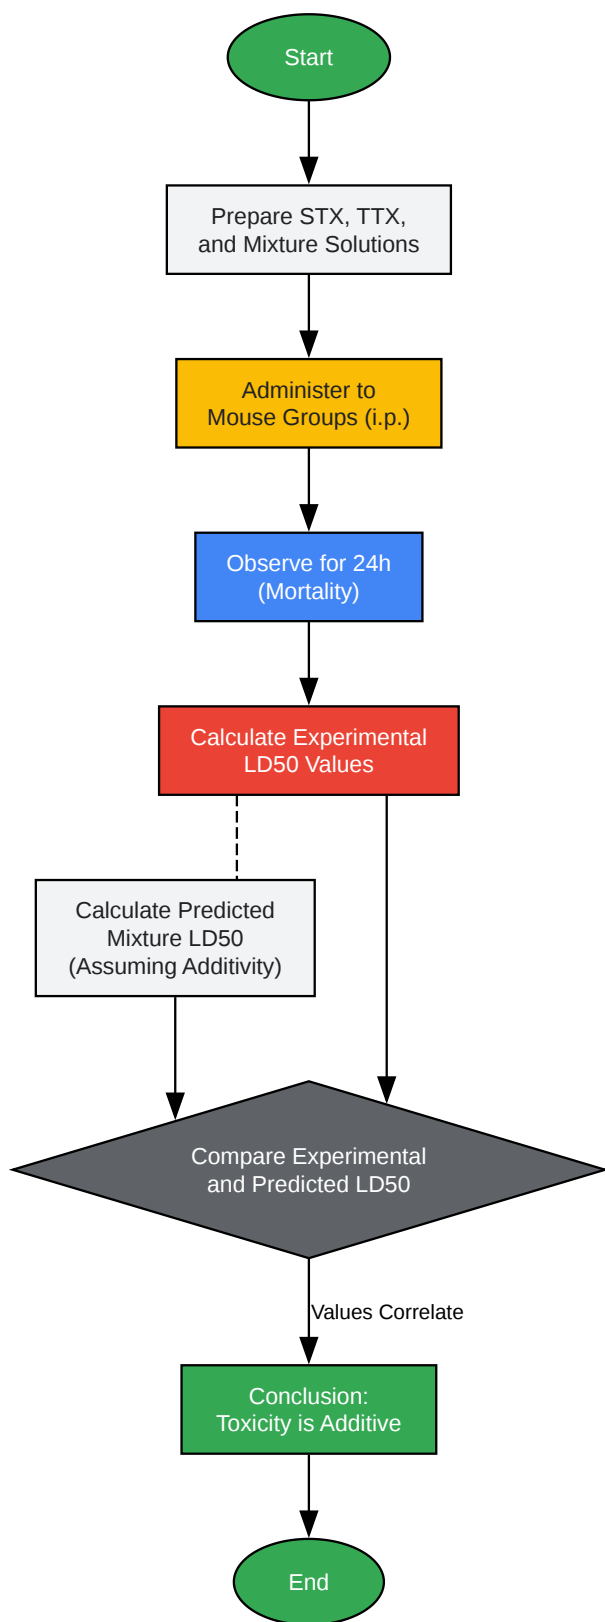 Start
Prepare STX, TTX,
and Mixture Solutions
Administer to
Mouse Groups (i.p.)
Observe for 24h
(Mortality)
Calculate Experimental
LD50 Values
Calculate Predicted
Mixture LD50
(Assuming Additivity)
Compare Experimental
and Predicted LD50
Values Correlate
Conclusion:
Toxicity is Additive
End